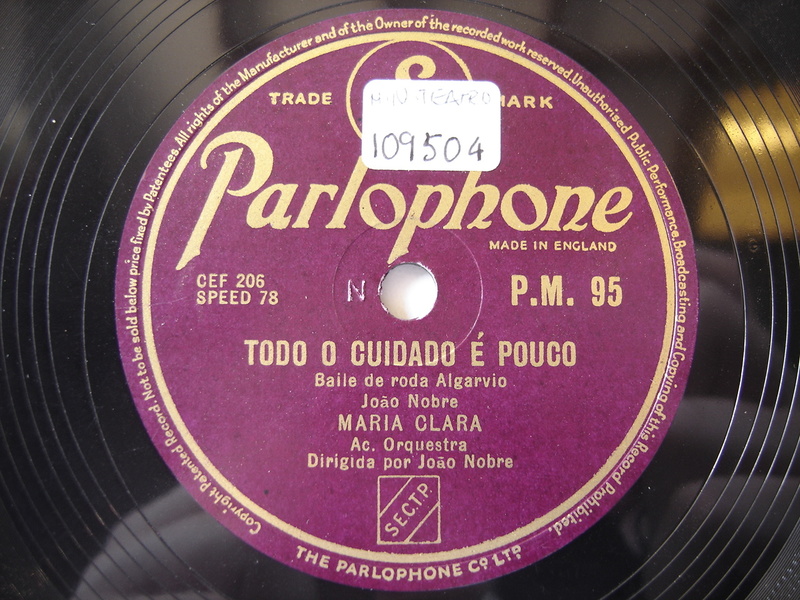 Copyright Patented Record. Not to be sold below price fixed by Patentees. All rights of the Manufacturer and of the Owner of the recorded work reserved. Unauthorised Public Performance, Broadcasting and Copying of this Record Prohibited.
TRADE MARK
109504
Parlophone
MADE IN ENGLAND
CEF 206
SPEED 78
N
P.M. 95
TODO O CUIDADO É POUCO
Baile de roda Algarvio
João Nobre
MARIA CLARA
Ac. Orquestra
Dirigida por João Nobre
S.E.C.T.P.
THE PARLOPHONE CO LTD